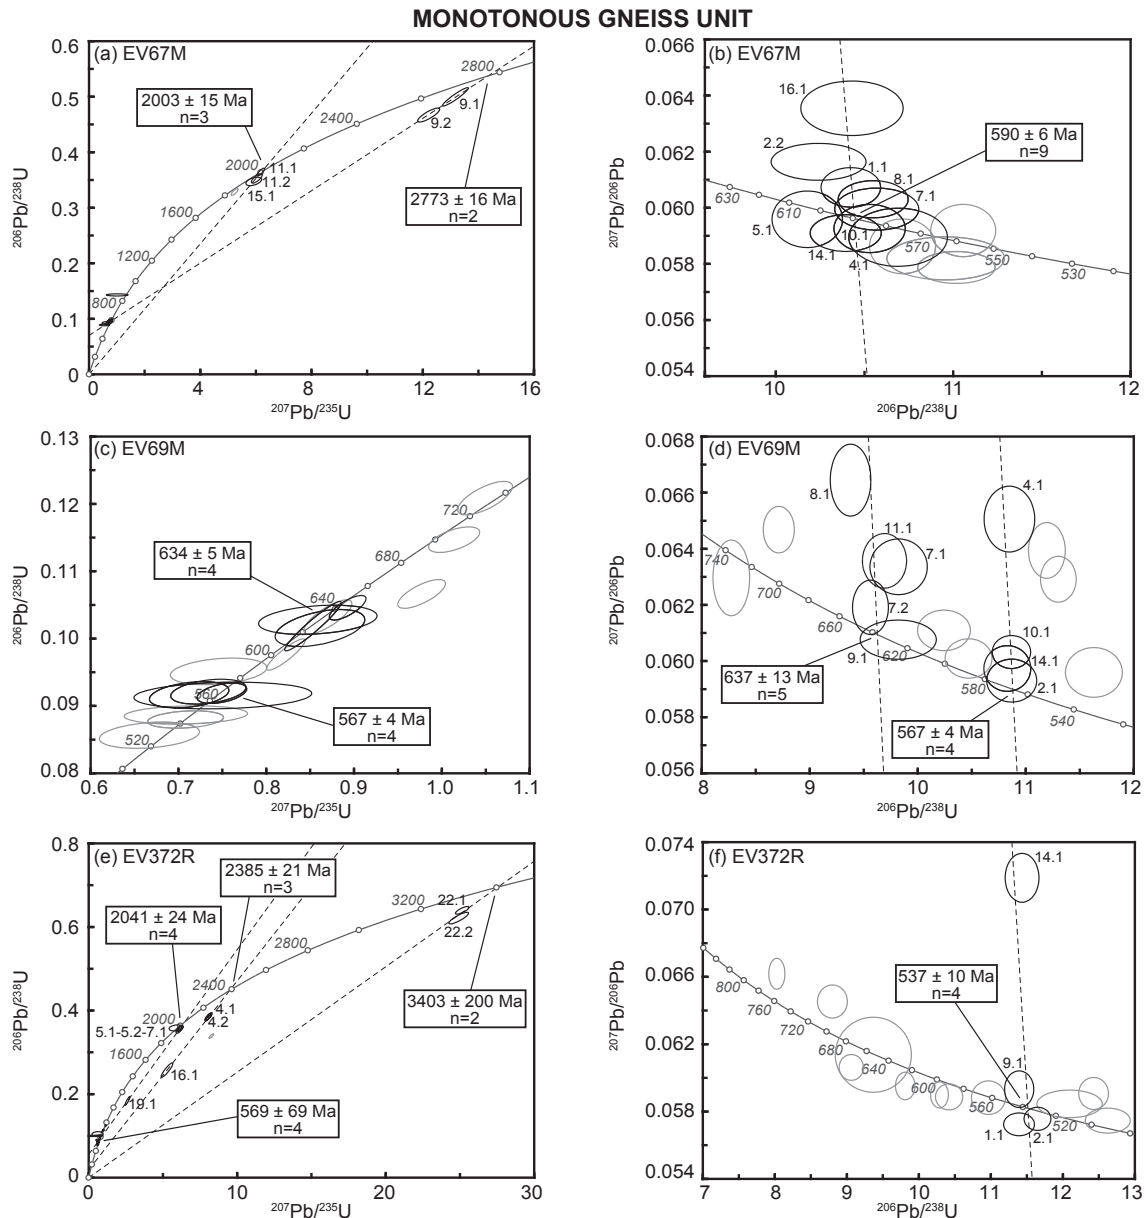 MONOTONOUS GNEISS UNIT
(a) EV67M
0.6
0.5
0.4
0.3
0.2
0.1
0
206Pb/238U
2003 ± 15 Ma
n=3
2800
2400
2000
1600
1200
800
9.1
9.2
11.1
11.2
15.1
2773 ± 16 Ma
n=2
0 4 8 12 16
207Pb/235U
(b) EV67M
0.066
0.064
0.062
0.060
0.058
0.056
0.054
207Pb/206Pb
16.1
2.2
1.1
8.1
7.1
5.1
10.1
14.1
4.1
590 ± 6 Ma
n=9
630
610
570
550
530
10 11 12
206Pb/238U
(c) EV69M
0.13
0.12
0.11
0.10
0.09
0.08
206Pb/238U
634 ± 5 Ma
n=4
720
680
640
600
560
520
567 ± 4 Ma
n=4
0.6 0.7 0.8 0.9 1.0 1.1
207Pb/235U
(d) EV69M
0.068
0.066
0.064
0.062
0.060
0.058
0.056
207Pb/206Pb
8.1
4.1
11.1
7.1
7.2
9.1
10.1
14.1
2.1
740
700
660
620
580
540
637 ± 13 Ma
n=5
567 ± 4 Ma
n=4
8 9 10 11 12
206Pb/238U
(e) EV372R
0.8
0.6
0.4
0.2
0
206Pb/238U
2385 ± 21 Ma
n=3
2041 ± 24 Ma
n=4
3200
2800
2400
2000
1600
22.1
22.2
4.1
4.2
5.1-5.2-7.1
16.1
19.1
3403 ± 200 Ma
n=2
569 ± 69 Ma
n=4
0 10 20 30
207Pb/235U
(f) EV372R
0.074
0.070
0.066
0.062
0.058
0.054
207Pb/206Pb
14.1
537 ± 10 Ma
n=4
9.1
1.1
2.1
800
760
720
680
640
600
560
520
7 8 9 10 11 12 13
206Pb/238U